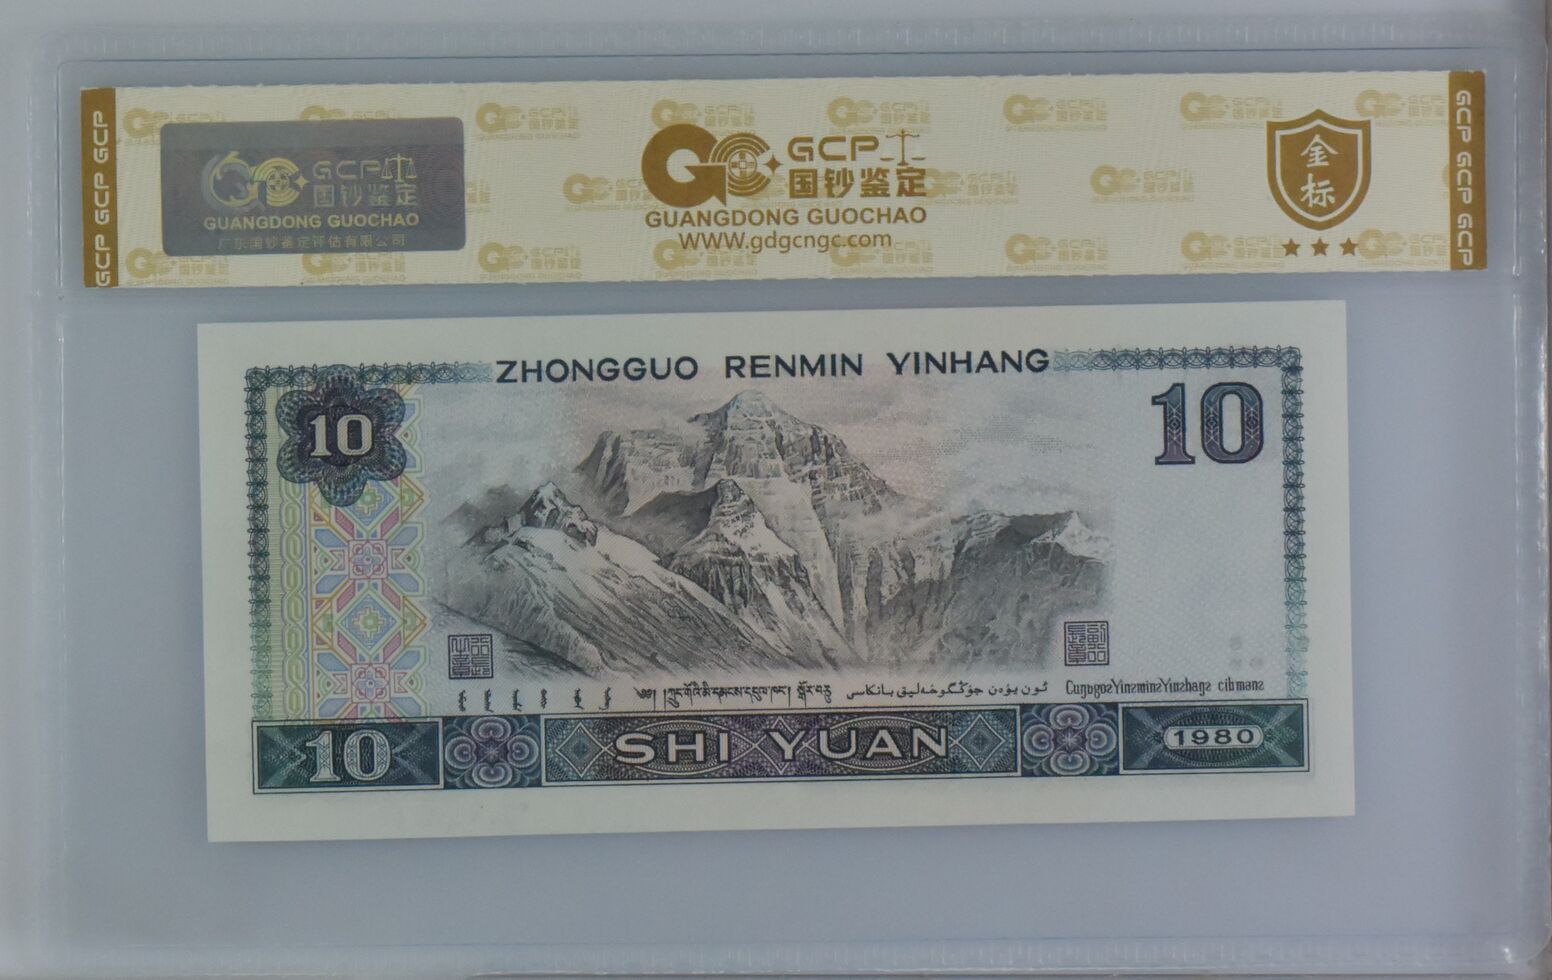 GCP GCP GCP
GCP
国钞鉴定
GUANGDONG GUOCHAO
广东国钞鉴定评估有限公司
GCP
国钞鉴定
GUANGDONG GUOCHAO
WWW.gdgcngc.com
金标
GCP GCP GCP
ZHONGGUO RENMIN YINHANG
10
10
SHI YUAN
10
1980